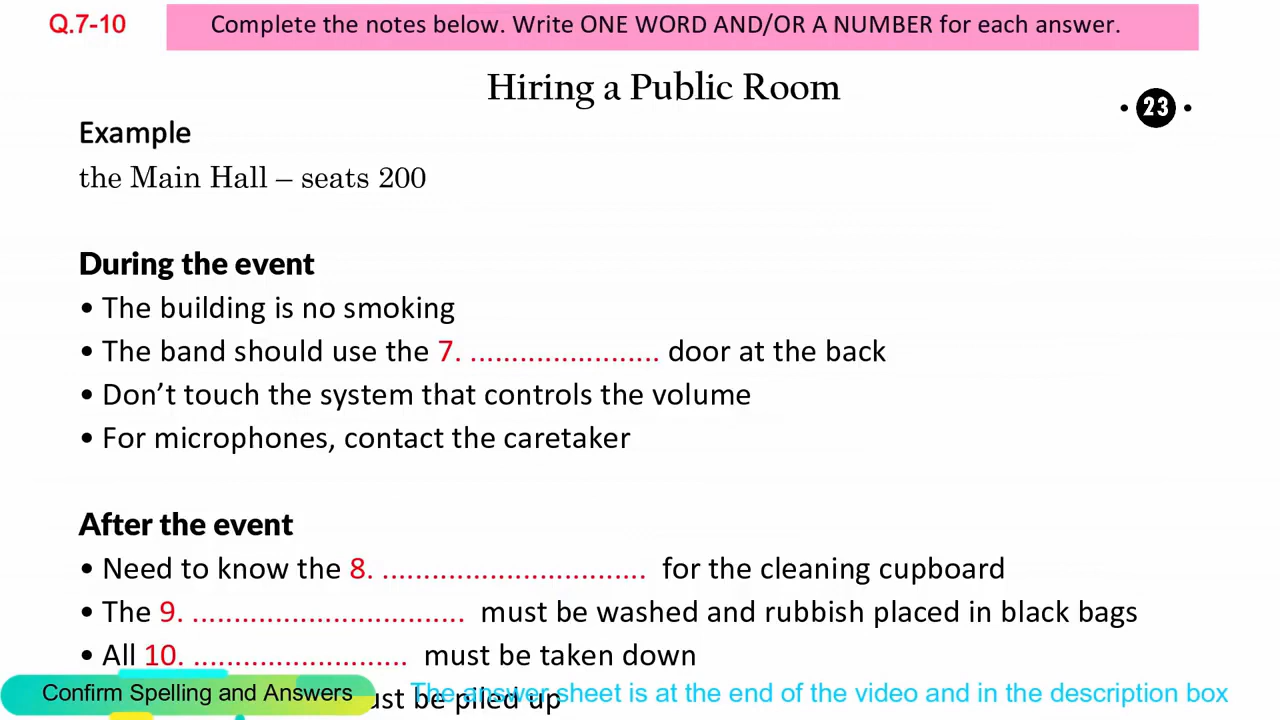 Q.7-10 Complete the notes below. Write ONE WORD AND/OR A NUMBER for each answer.
Hiring a Public Room
• 23 •
Example
the Main Hall – seats 200
During the event
• The building is no smoking
• The band should use the 7. ....................... door at the back
• Don’t touch the system that controls the volume
• For microphones, contact the caretaker
After the event
• Need to know the 8. ................................ for the cleaning cupboard
• The 9. ................................. must be washed and rubbish placed in black bags
• All 10. .......................... must be taken down
be piled up
Confirm Spelling and Answers
The answer sheet is at the end of the video and in the description box